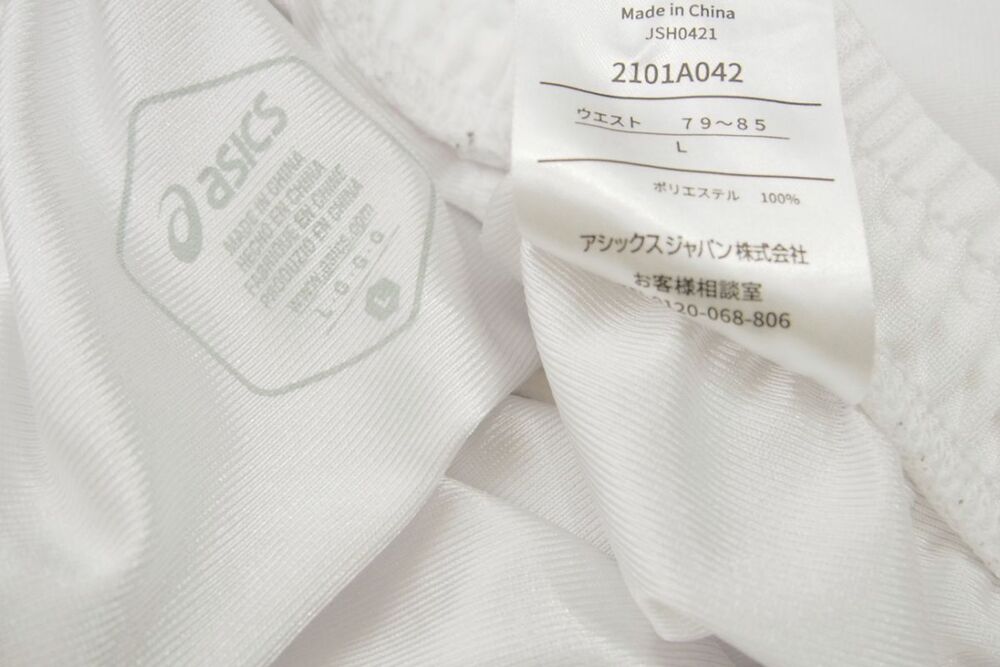 asics
MADE IN CHINA
HECHO EN CHINA
FABRIQUÉ EN CHINE
PRODUZIDO EN CHINA
www.asics.com
L・G・G・G
L
Made in China
JSH0421
2101A042
ウエスト 79～85
L
ポリエステル 100%
アシックスジャパン株式会社
お客様相談室
0120-068-806